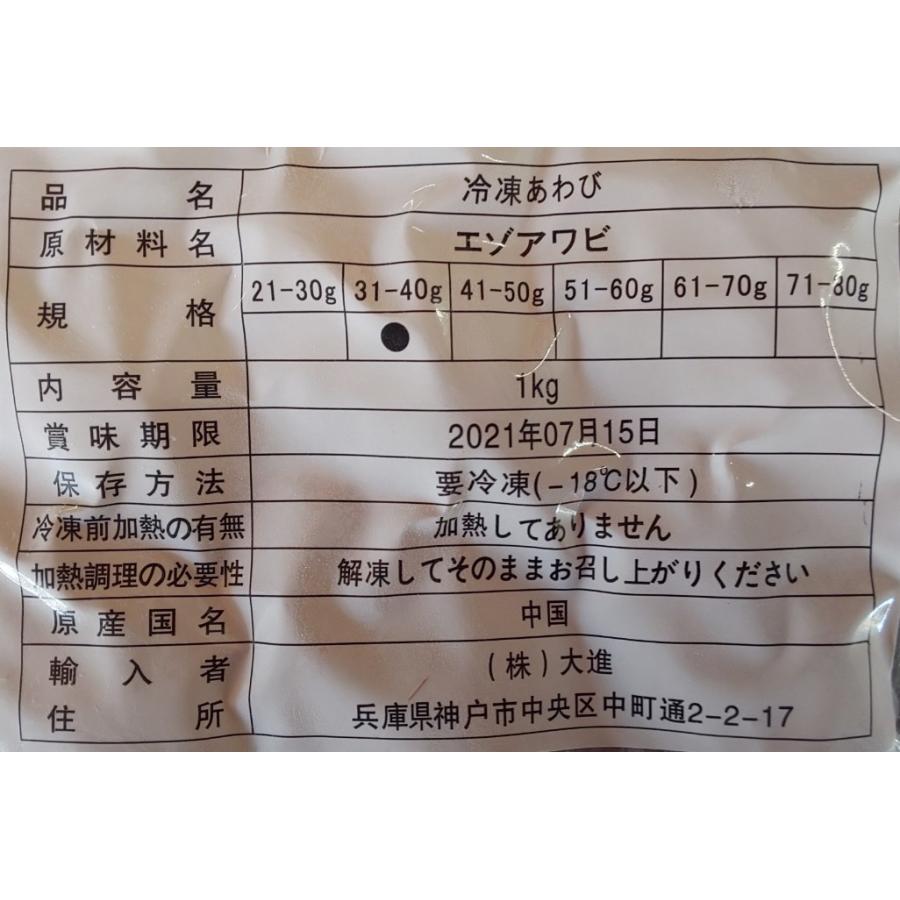 品名 冷凍あわび
原材料名 エゾアワビ
規格 21-30g 31-40g 41-50g 51-60g 61-70g 71-80g
●
内容量 1kg
賞味期限 2021年07月15日
保存方法 要冷凍(-18℃以下)
冷凍前加熱の有無 加熱してありません
加熱調理の必要性 解凍してそのままお召し上がりください
原産国名 中国
輸入者 (株)大進
住所 兵庫県神戸市中央区中町通2-2-17